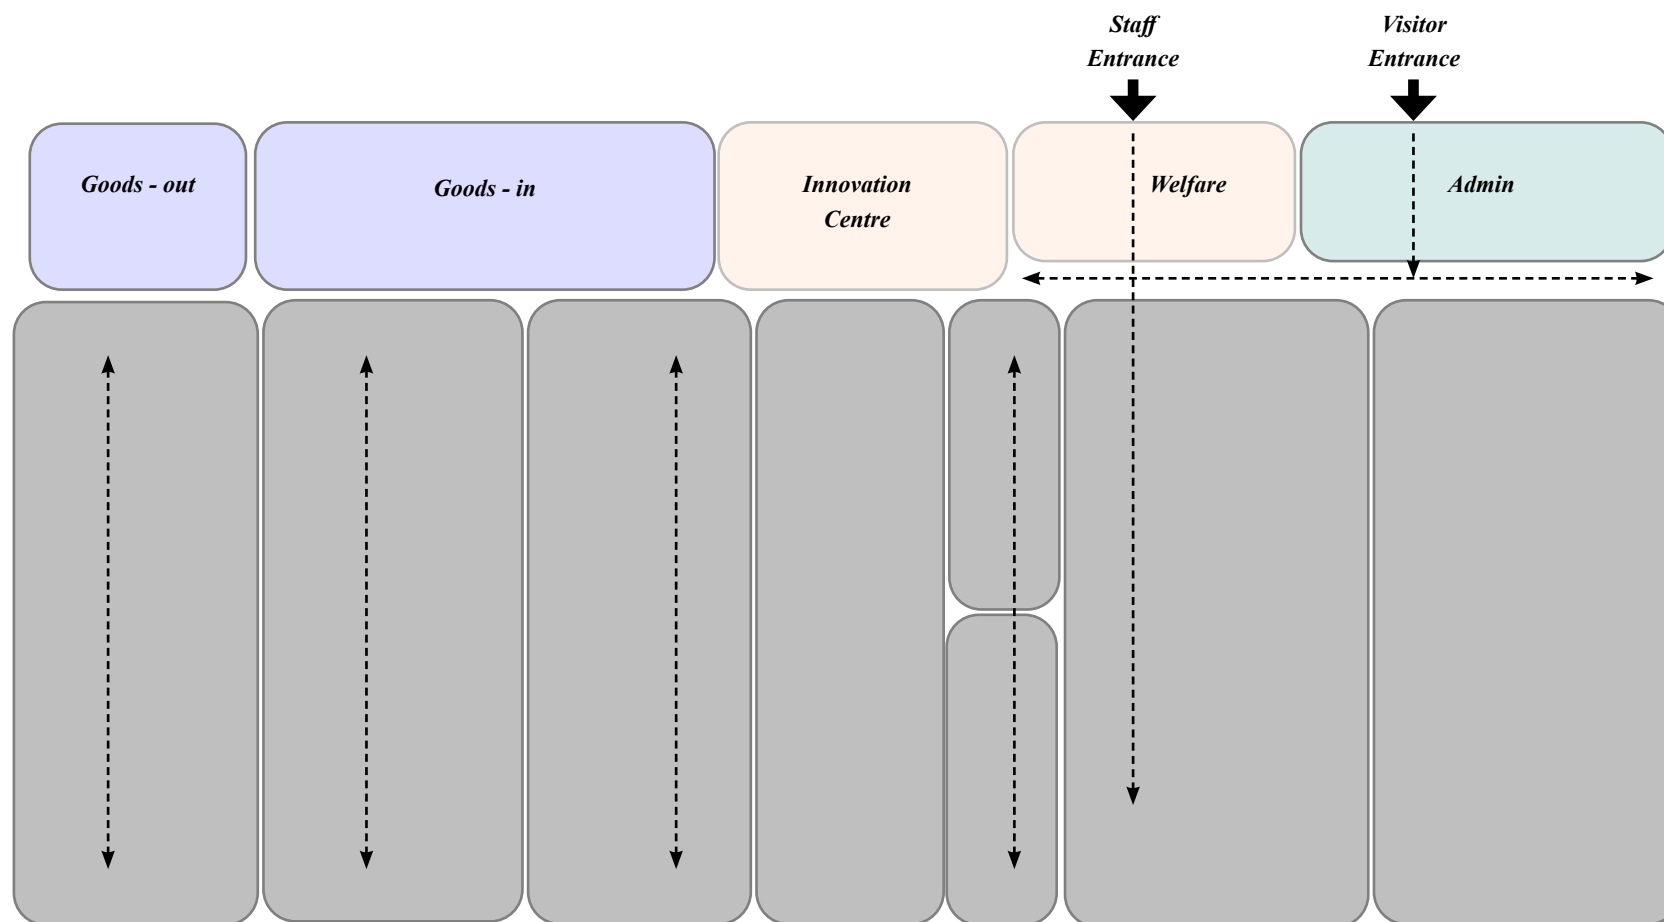 Staff
Entrance
Visitor
Entrance
Goods - out
Goods - in
Innovation
Centre
Welfare
Admin